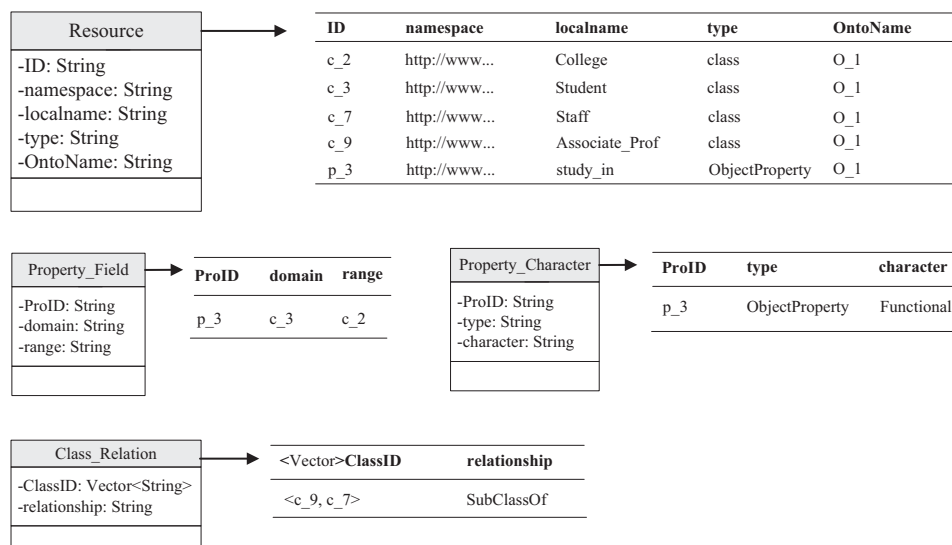 Resource
-ID: String
-namespace: String
-localname: String
-type: String
-OntoName: String
ID namespace localname type OntoName
c_2 http://www... College class O_1
c_3 http://www... Student class O_1
c_7 http://www... Staff class O_1
c_9 http://www... Associate_Prof class O_1
p_3 http://www... study_in ObjectProperty O_1
Property_Field
-ProID: String
-domain: String
-range: String
ProID domain range
p_3 c_3 c_2
Property_Character
-ProID: String
-type: String
-character: String
ProID type character
p_3 ObjectProperty Functional
Class_Relation
-ClassID: Vector<String>
-relationship: String
<Vector>ClassID relationship
<c_9, c_7> SubClassOf